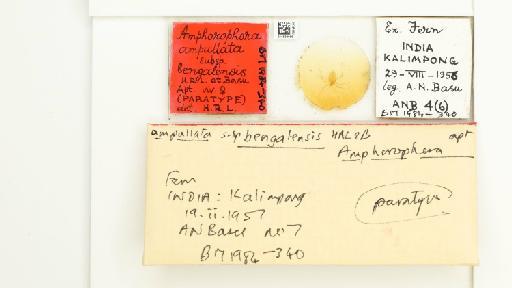 Amphorophora
ampullata
subsp.
bengalensis
H.R.L. et Basu
Apt. viv ♀
(PARATYPE)
det. H.R.L.
BM 1984-340
Ex. Fern
INDIA
KALIMPONG
29-VIII-1958
Leg. A.N. Basu
ANB 4(6)
BM 1984-340
ampullata ssp bengalensis HRL & B
Amphorophora apt
Fern
INDIA: Kalimpong
19.ii.1957
AN Basu no 7
BM 1984-340
paratype